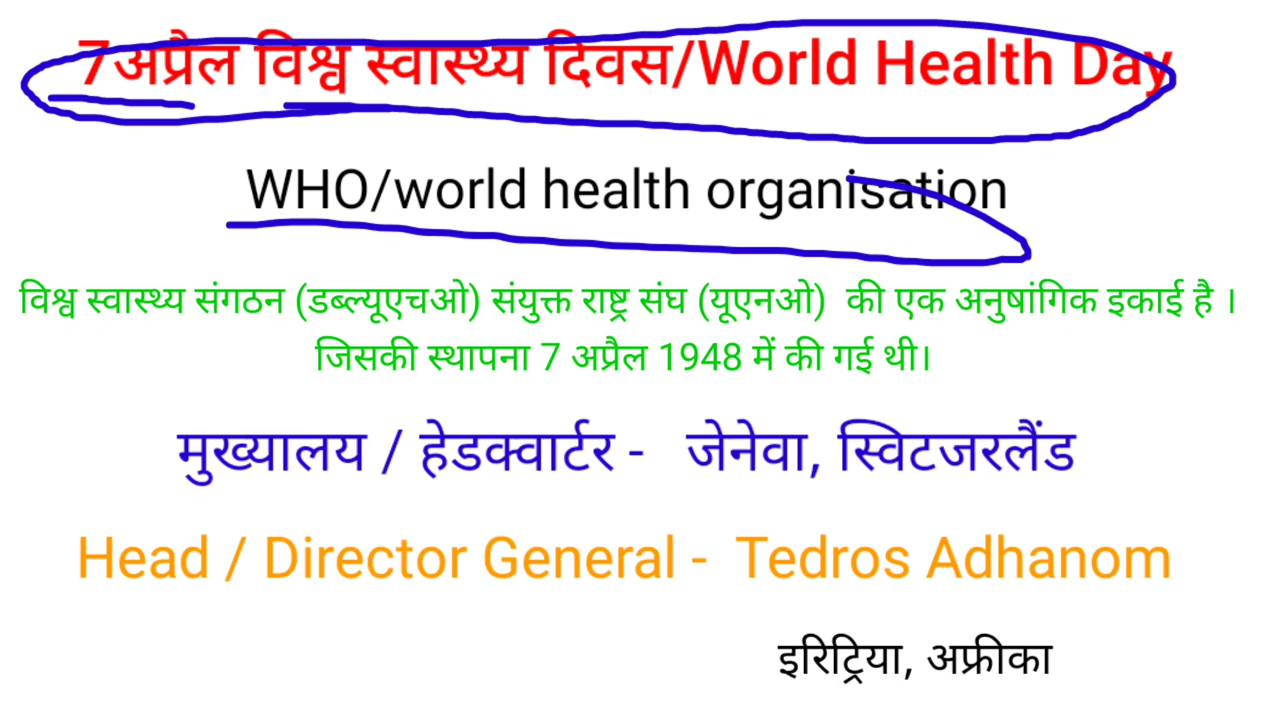 7अप्रैल विश्व स्वास्थ्य दिवस/World Health Day
WHO/world health organisation
विश्व स्वास्थ्य संगठन (डब्ल्यूएचओ) संयुक्त राष्ट्र संघ (यूएनओ) की एक अनुषांगिक इकाई है ।
जिसकी स्थापना 7 अप्रैल 1948 में की गई थी।
मुख्यालय / हेडक्वार्टर - जेनेवा, स्विटजरलैंड
Head / Director General - Tedros Adhanom
इरिट्रिया, अफ्रीका